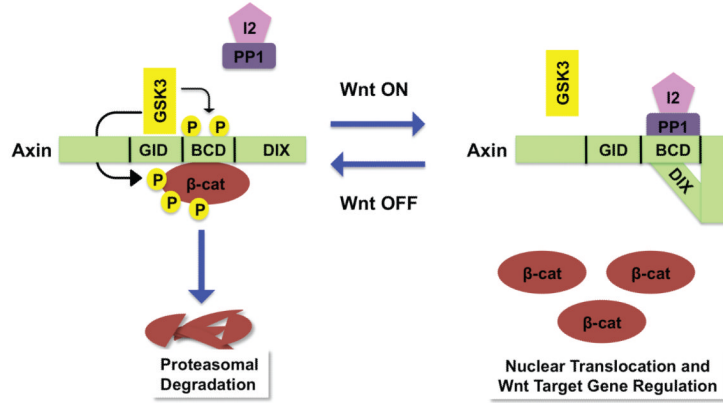 I2
PP1
GSK3
P
P
Axin
GID
BCD
DIX
P
β-cat
P
P
Proteasomal
Degradation
Wnt ON
Wnt OFF
GSK3
I2
PP1
Axin
GID
BCD
DIX
β-cat
β-cat
β-cat
Nuclear Translocation and
Wnt Target Gene Regulation